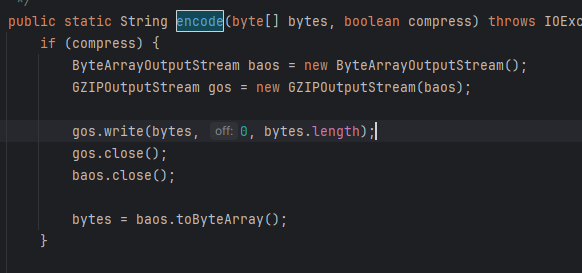 */
public static String encode(byte[] bytes, boolean compress) throws IOExc
if (compress) {
ByteArrayOutputStream baos = new ByteArrayOutputStream();
GZIPOutputStream gos = new GZIPOutputStream(baos);
gos.write(bytes, off: 0, bytes.length);
gos.close();
baos.close();
bytes = baos.toByteArray();
}